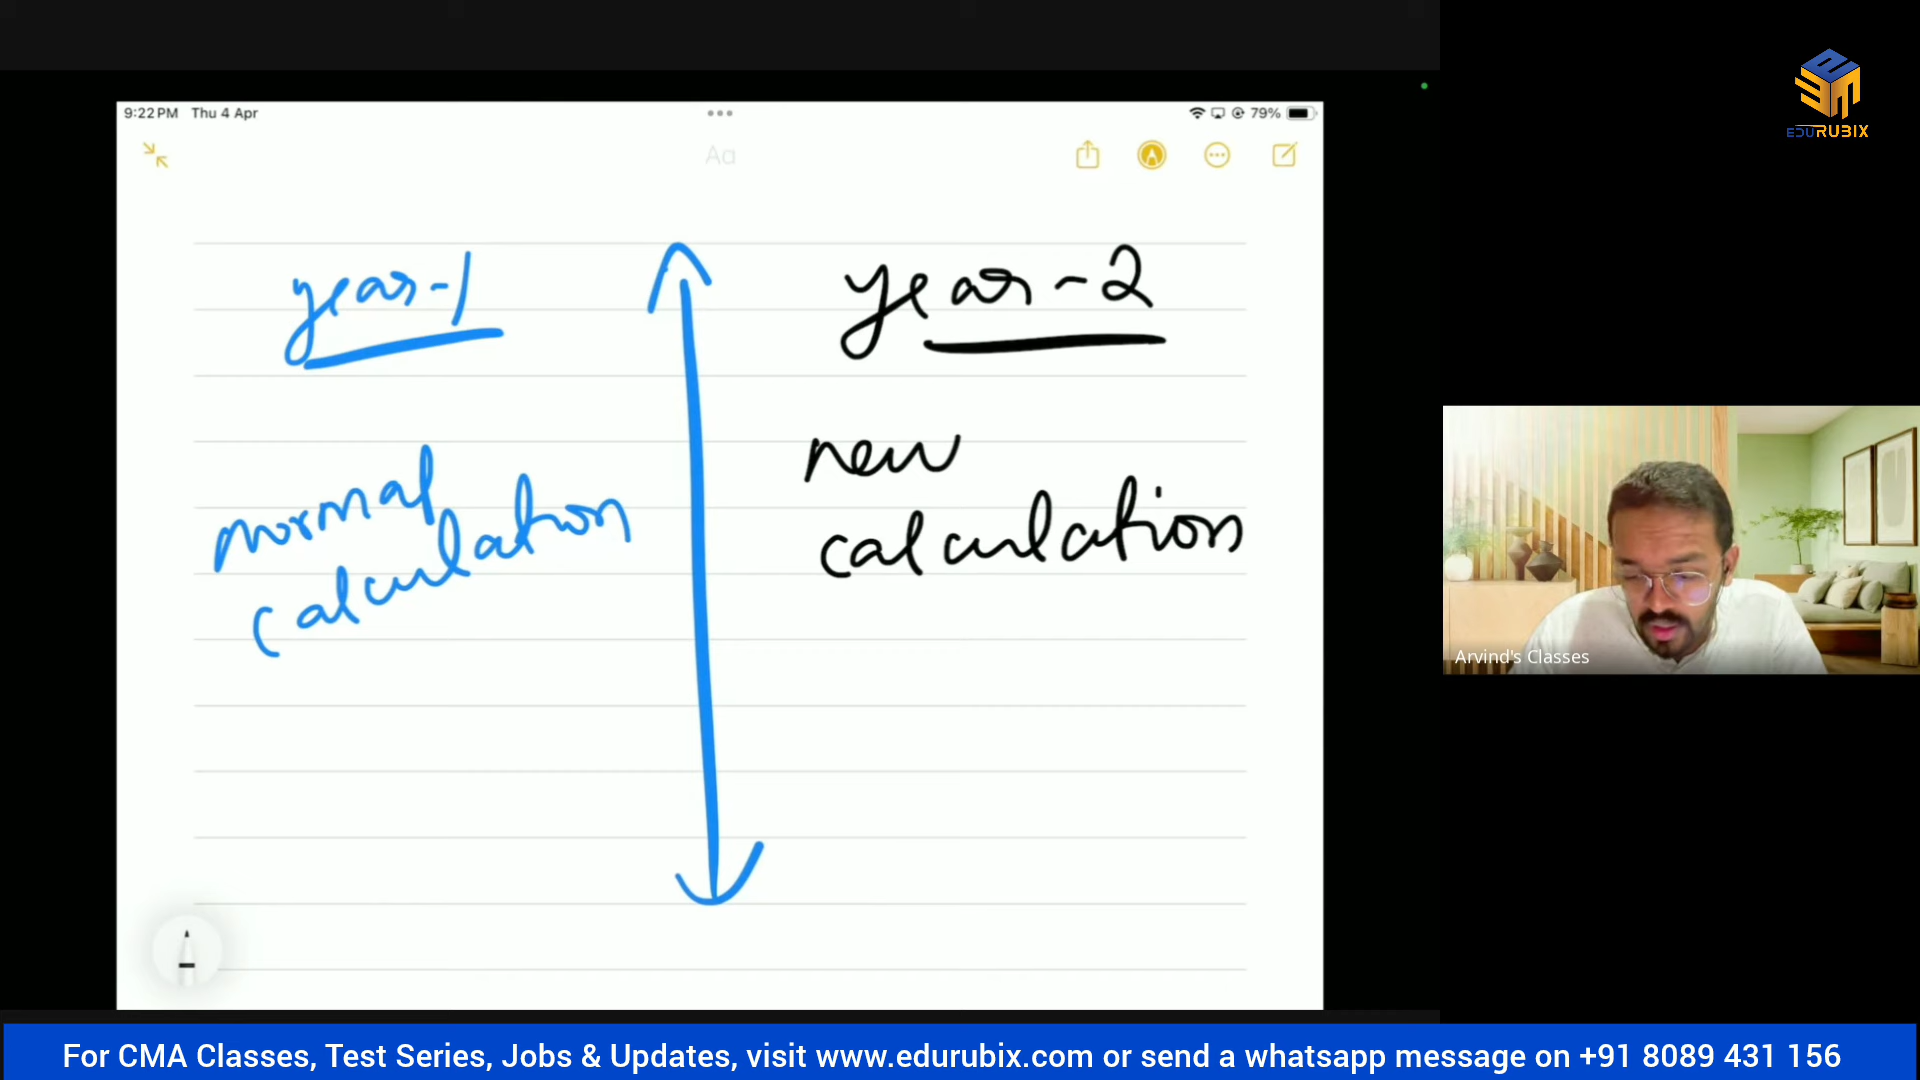 9:22 PM Thu 4 Apr
79%
Aa
year-1
year-2
normal
calculation
new
calculation
EDURUBIX
Arvind's Classes
For CMA Classes, Test Series, Jobs & Updates, visit www.edurubix.com or send a whatsapp message on +91 8089 431 156